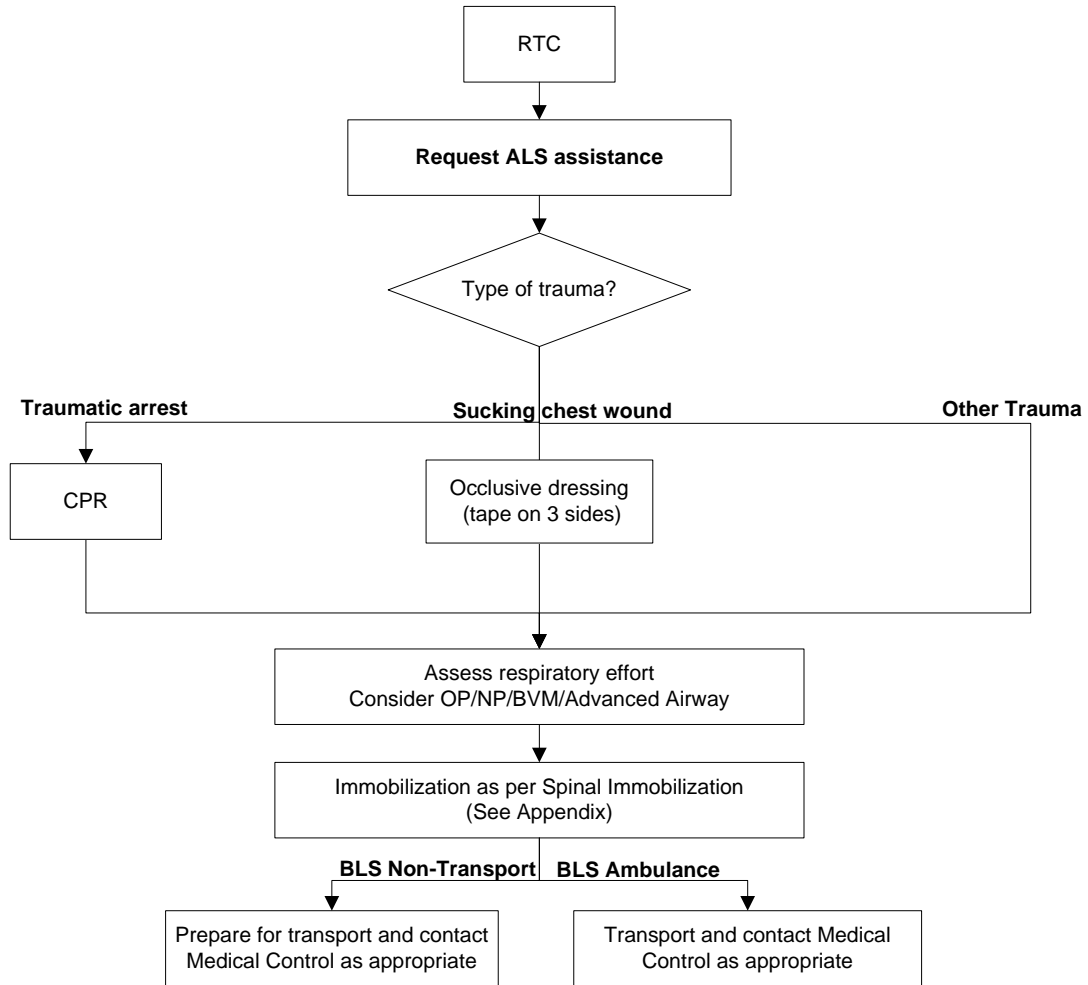 RTC
Request ALS assistance
Type of trauma?
Traumatic arrest
Sucking chest wound
Other Trauma
CPR
Occlusive dressing
(tape on 3 sides)
Assess respiratory effort
Consider OP/NP/BVM/Advanced Airway
Immobilization as per Spinal Immobilization
(See Appendix)
BLS Non-Transport
BLS Ambulance
Prepare for transport and contact
Medical Control as appropriate
Transport and contact Medical
Control as appropriate